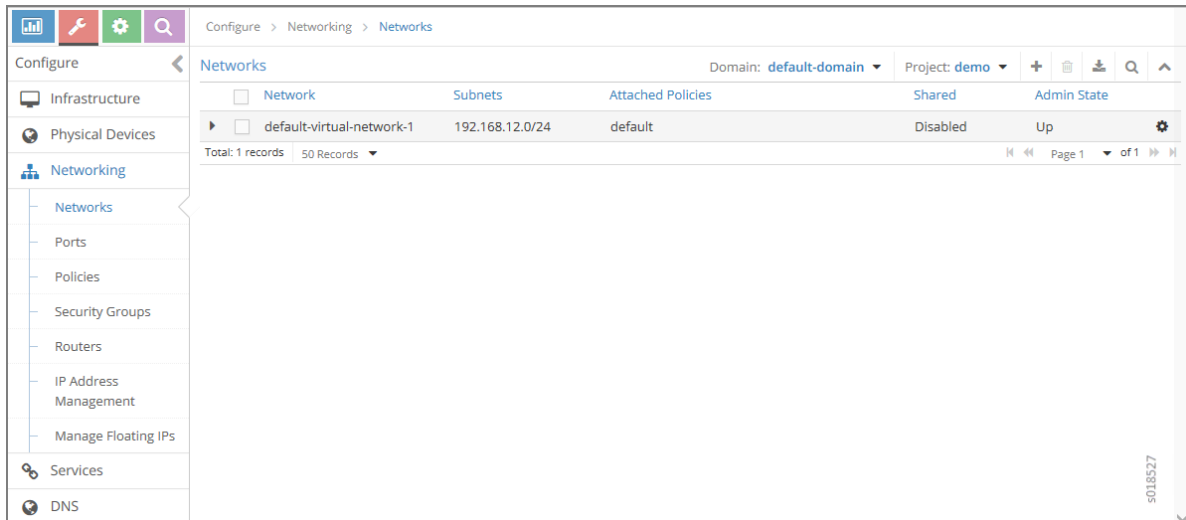 Configure > Networking > Networks
Configure
Networks
Domain: default-domain
Project: demo
Infrastructure
Network
Subnets
Attached Policies
Shared
Admin State
Physical Devices
default-virtual-network-1
192.168.12.0/24
default
Disabled
Up
Total: 1 records
50 Records
Page 1
of 1
Networking
Networks
Ports
Policies
Security Groups
Routers
IP Address
Management
Manage Floating IPs
Services
DNS
s018527